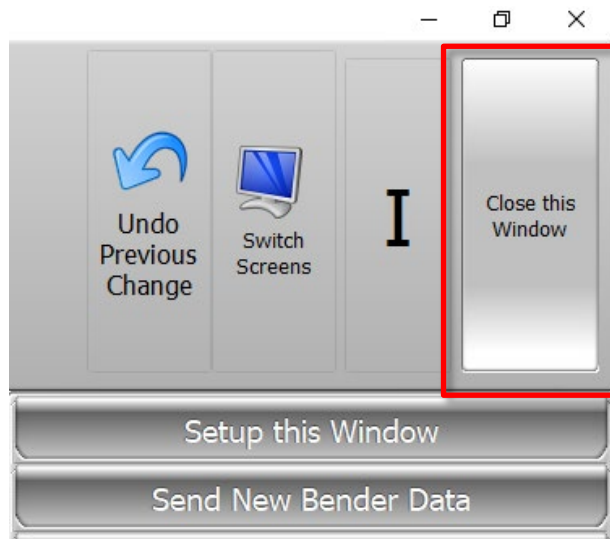 Undo
Previous
Change
Switch
Screens
I
Close this
Window
Setup this Window
Send New Bender Data